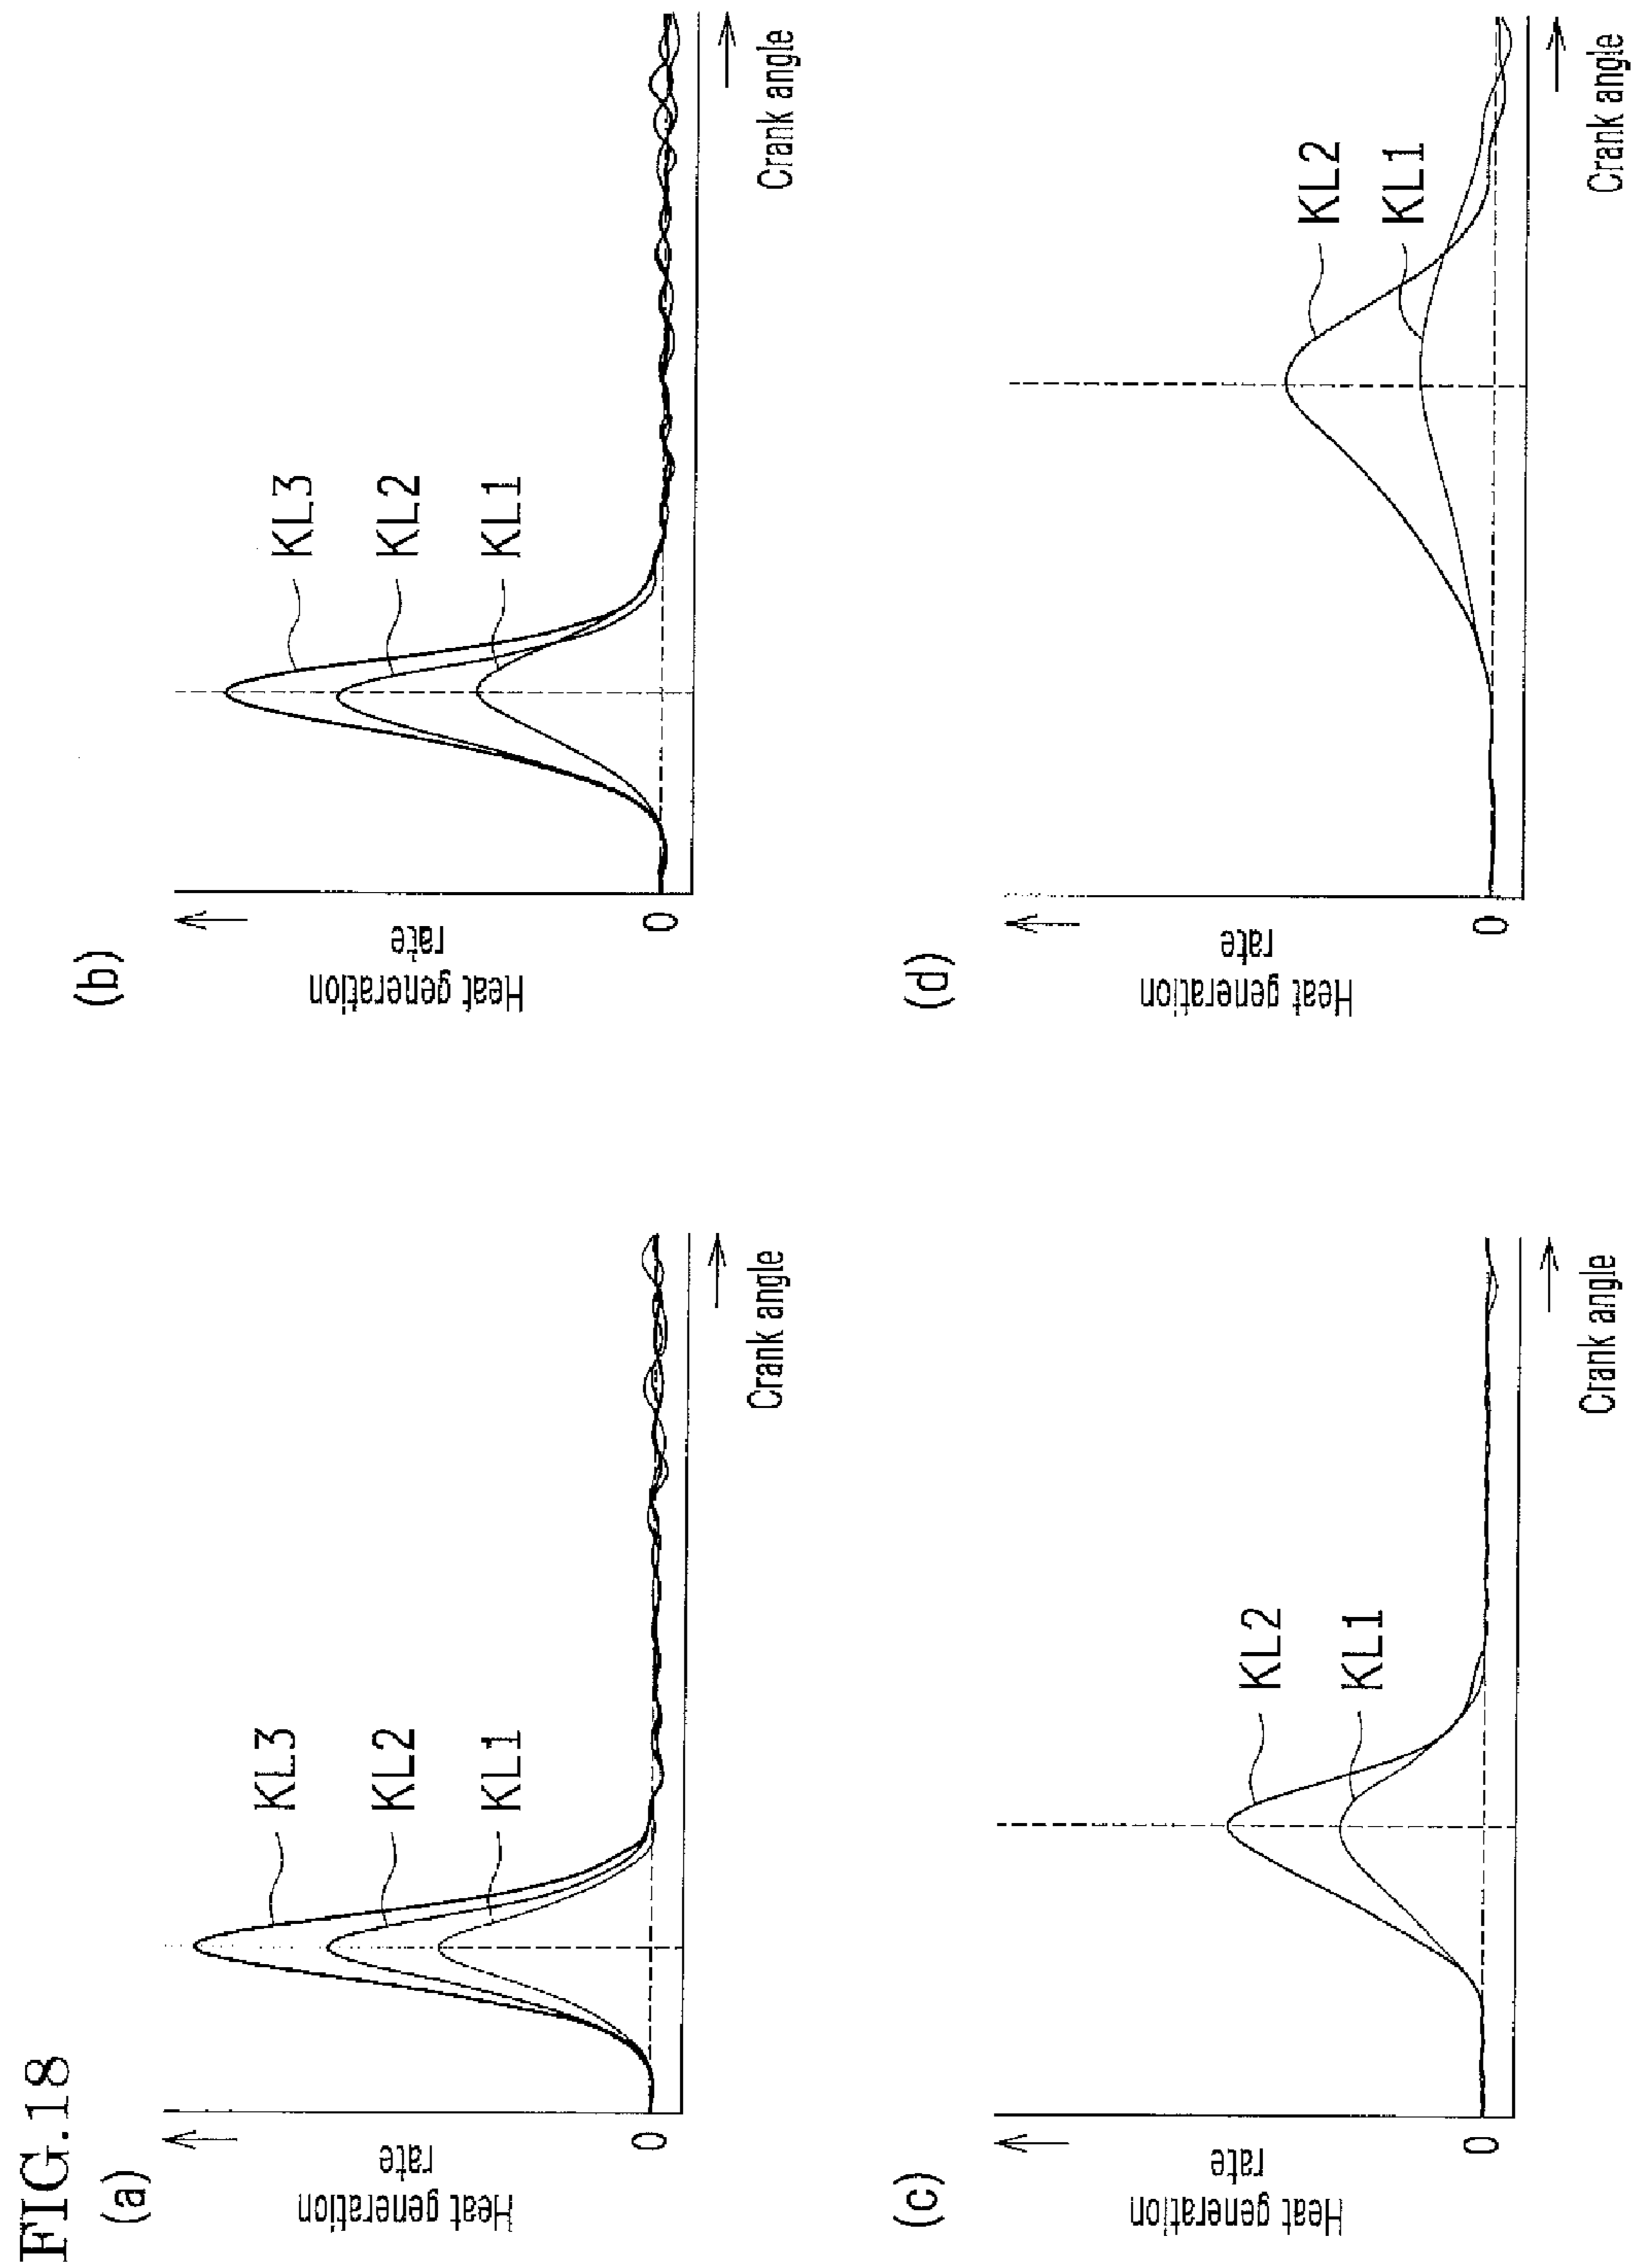 FIG.18
(a)
Heat generation
rate
0
KL3
KL2
KL1
Crank angle
(b)
Heat generation
rate
0
KL3
KL2
KL1
Crank angle
(c)
Heat generation
rate
0
KL2
KL1
Crank angle
(d)
Heat generation
rate
0
KL2
KL1
Crank angle